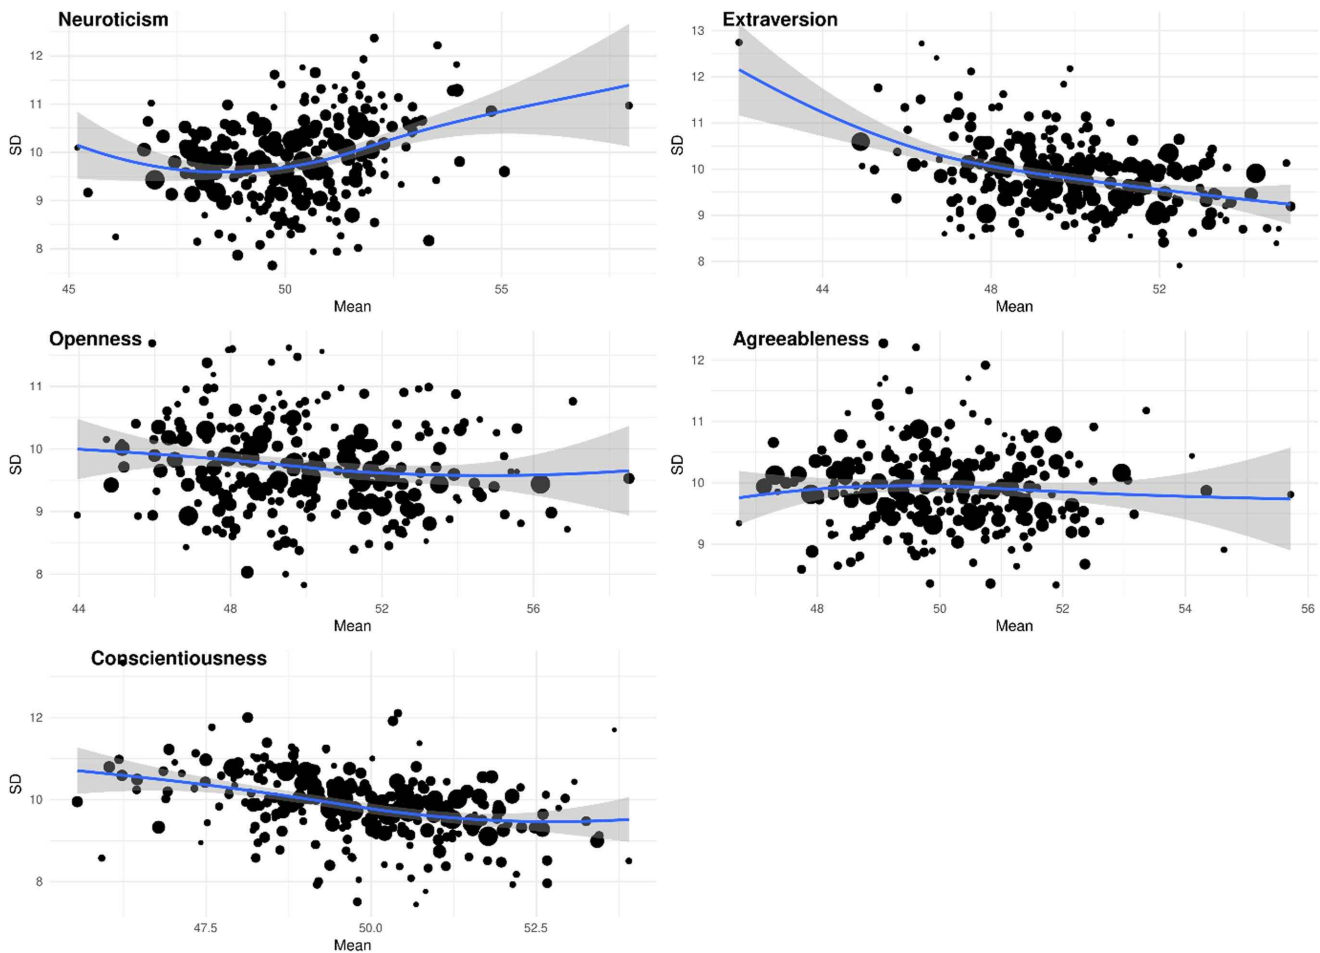 Neuroticism
12
11
10
9
8
SD
45
50
55
Mean
Extraversion
13
12
11
10
9
8
SD
44
48
52
Mean
Openness
11
10
9
8
SD
44
48
52
56
Mean
Agreeableness
12
11
10
9
SD
48
50
52
54
56
Mean
Conscientiousness
12
10
8
SD
47.5
50.0
52.5
Mean